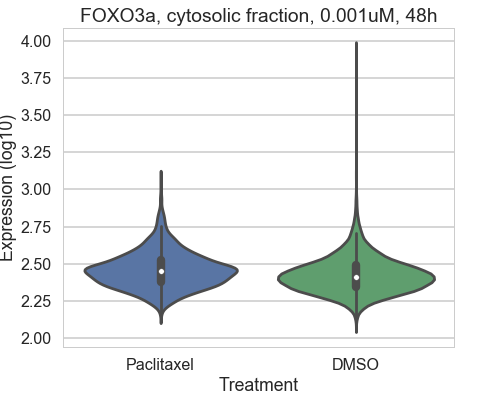 FOXO3a, cytosolic fraction, 0.001uM, 48h
Expression (log10)
4.00
3.75
3.50
3.25
3.00
2.75
2.50
2.25
2.00
Paclitaxel
DMSO
Treatment